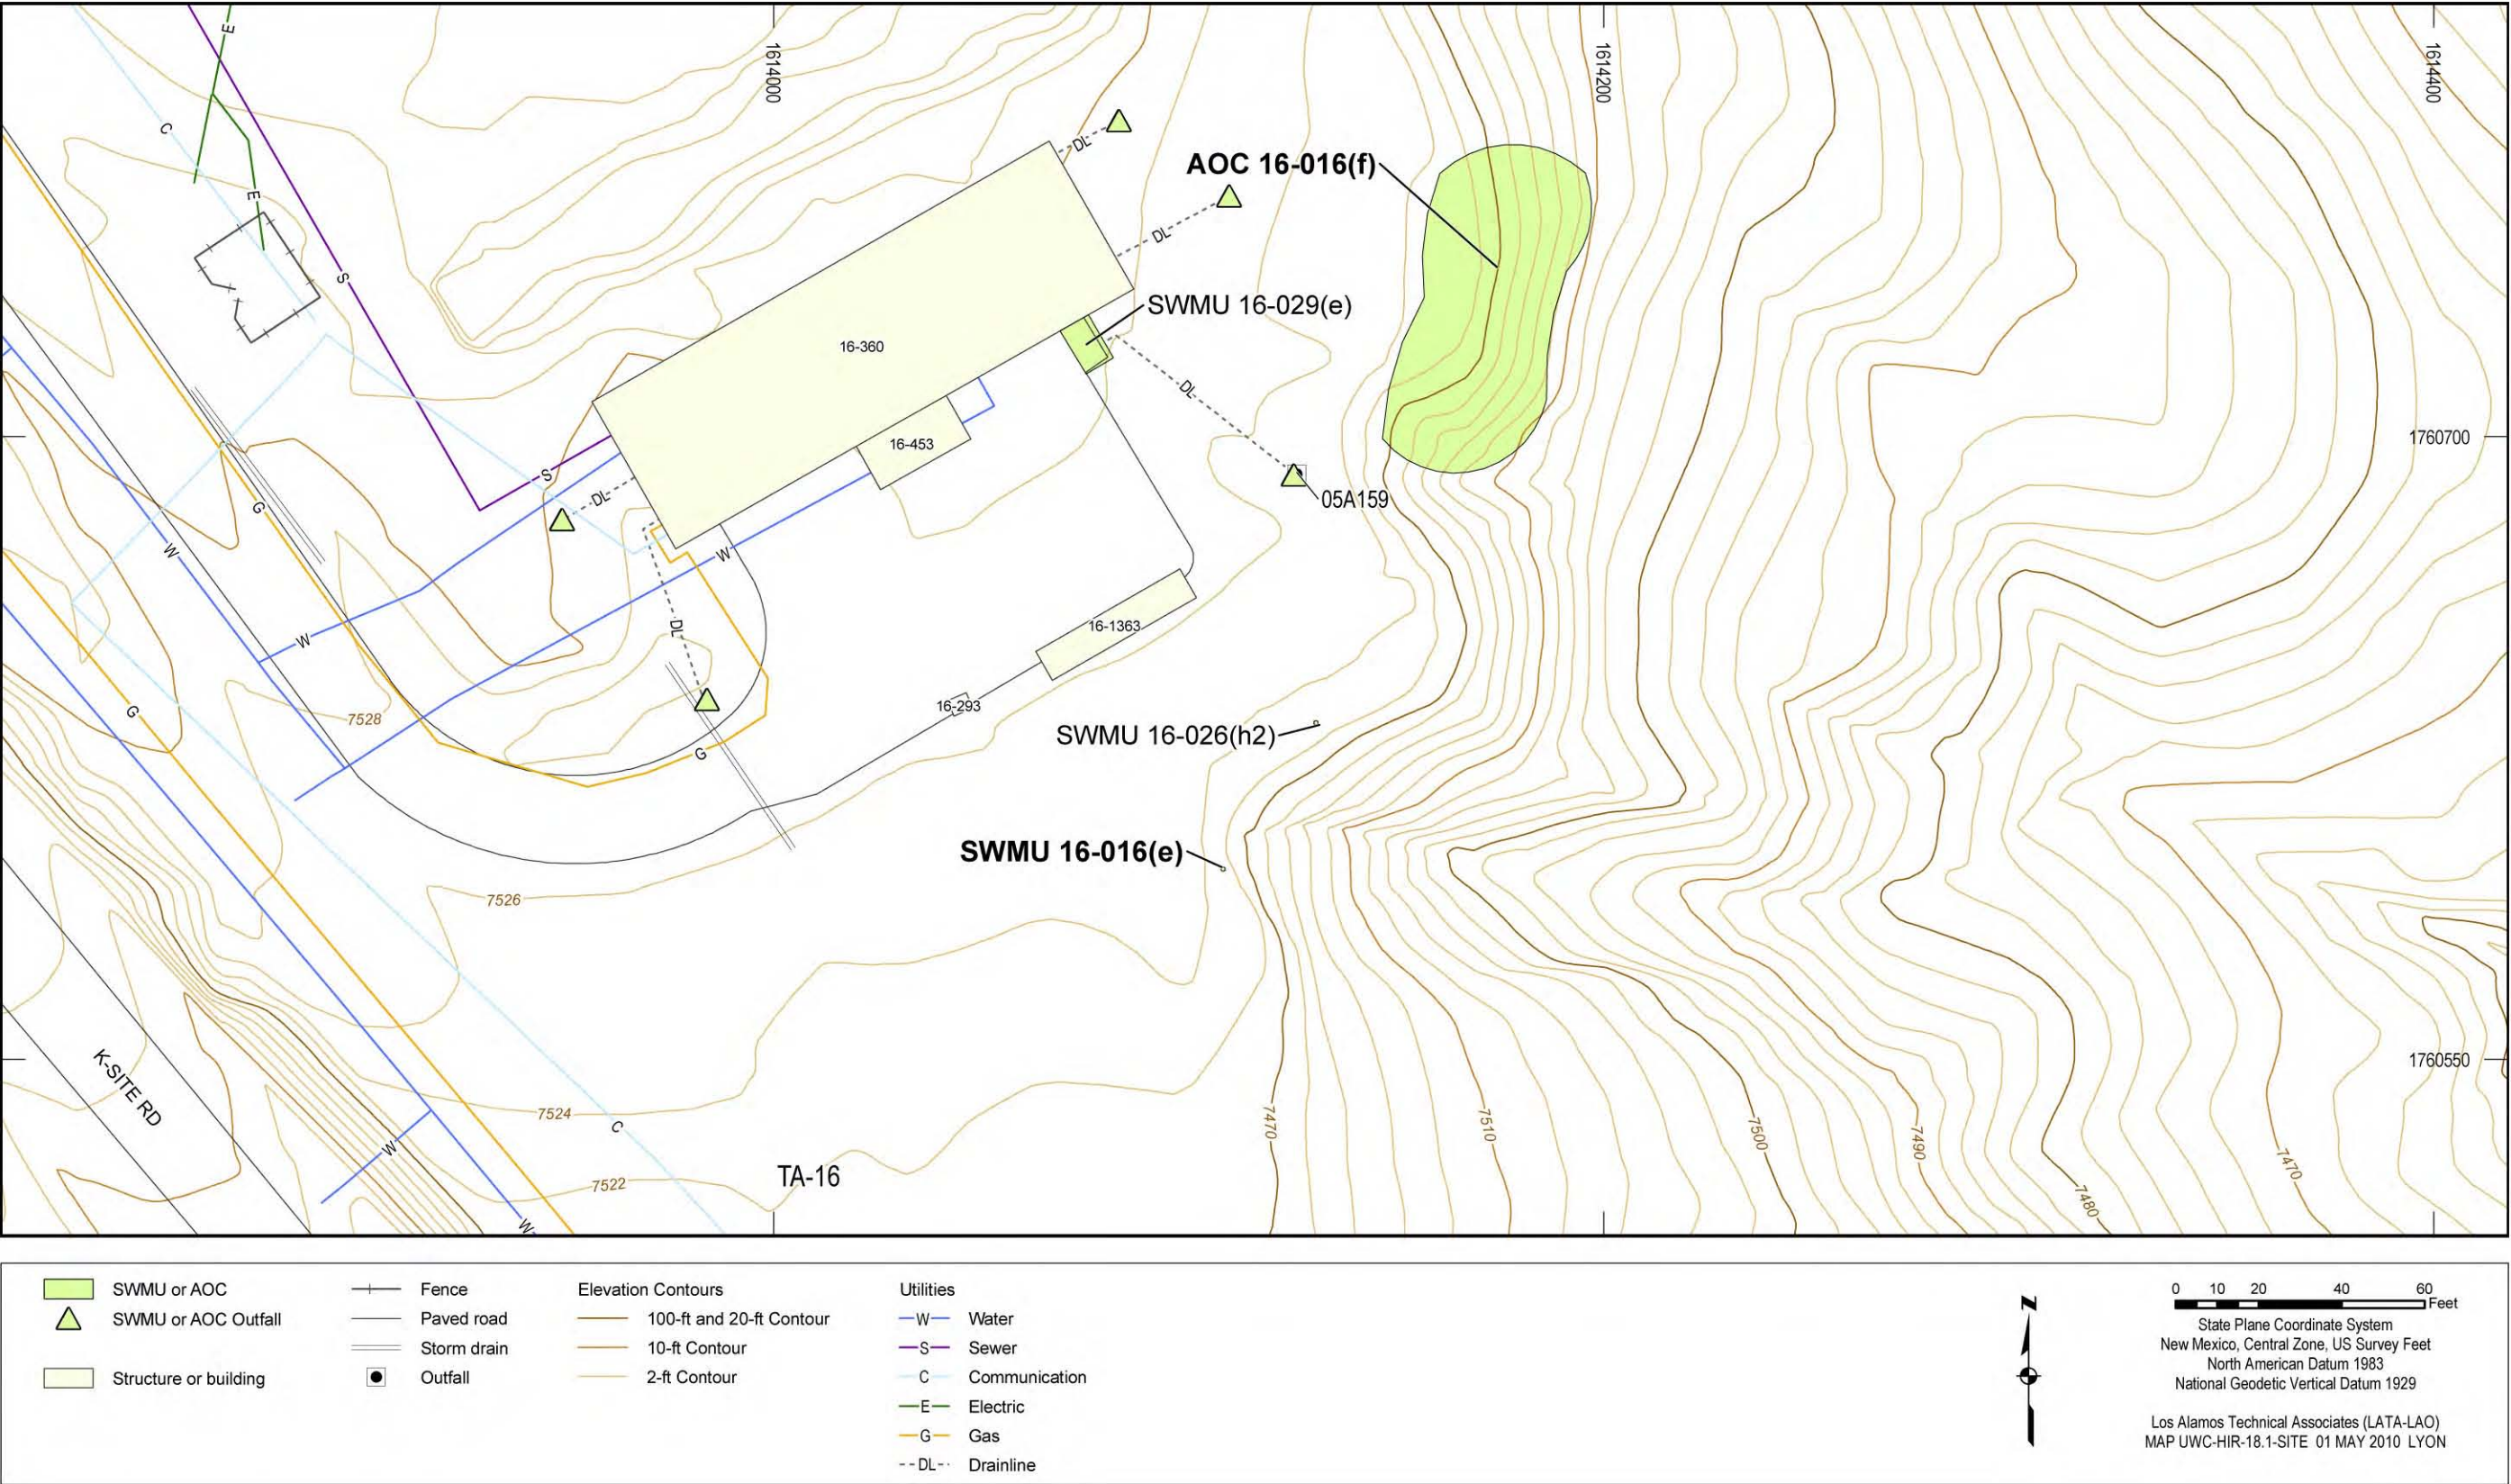 1614000
1614200
1614400
E
C
E
DL
AOC 16-016(f)
DL
S
SWMU 16-029(e)
16-360
DL
1760700
16-453
S
DL
05A159
G
W
W
DL
16-1363
W
16-293
G
7528
SWMU 16-026(h2)
G
SWMU 16-016(e)
7526
K-SITE RD
1760550
7524
C
7470
7510
7500
7490
7470
W
TA-16
7522
7480
W
SWMU or AOC
SWMU or AOC Outfall
Structure or building
Fence
Paved road
Storm drain
Outfall
Elevation Contours
100-ft and 20-ft Contour
10-ft Contour
2-ft Contour
Utilities
W Water
S Sewer
C Communication
E Electric
G Gas
DL Drainline
N
0 10 20 40 60
Feet
State Plane Coordinate System
New Mexico, Central Zone, US Survey Feet
North American Datum 1983
National Geodetic Vertical Datum 1929
Los Alamos Technical Associates (LATA-LAO)
MAP UWC-HIR-18.1-SITE 01 MAY 2010 LYON